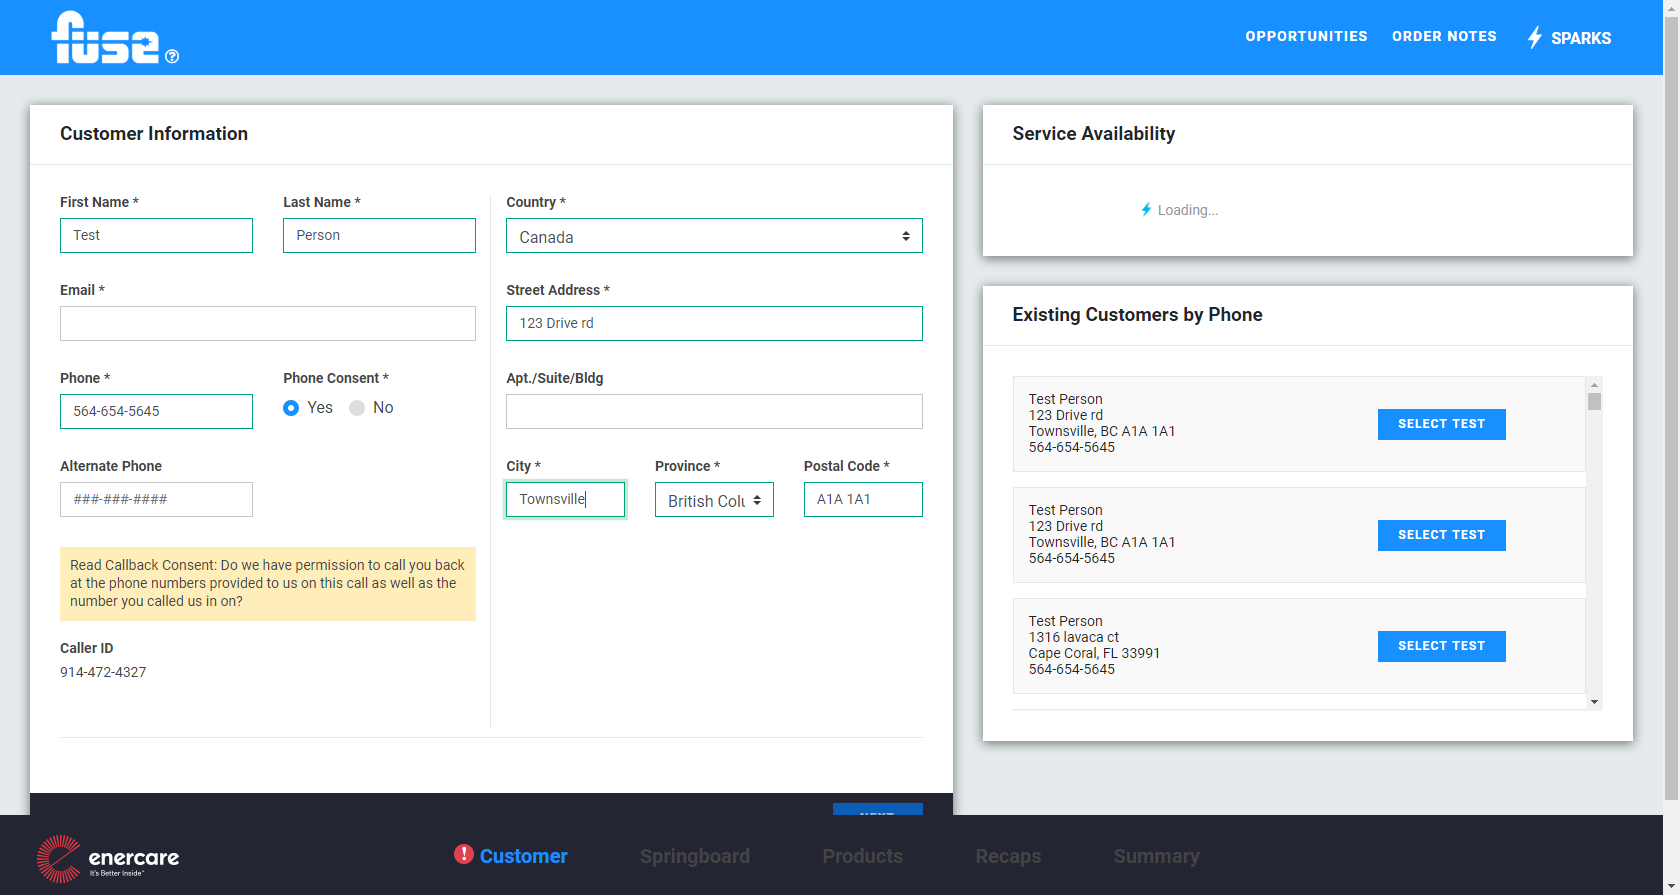 fuse
OPPORTUNITIES
ORDER NOTES
SPARKS
Customer Information
First Name *
Last Name *
Test
Person
Email *
Phone *
Phone Consent *
564-654-5645
Yes
No
Alternate Phone
###-###-####
Read Callback Consent: Do we have permission to call you back
at the phone numbers provided to us on this call as well as the
number you called us in on?
Caller ID
914-472-4327
Country *
Canada
Street Address *
123 Drive rd
Apt./Suite/Bldg
City *
Province *
Postal Code *
Townsville
British Colu
A1A 1A1
NEXT
Service Availability
Loading...
Existing Customers by Phone
Test Person
123 Drive rd
Townsville, BC A1A 1A1
564-654-5645
SELECT TEST
Test Person
123 Drive rd
Townsville, BC A1A 1A1
564-654-5645
SELECT TEST
Test Person
1316 lavaca ct
Cape Coral, FL 33991
564-654-5645
SELECT TEST
enercare
It's Better Inside™
Customer
Springboard
Products
Recaps
Summary